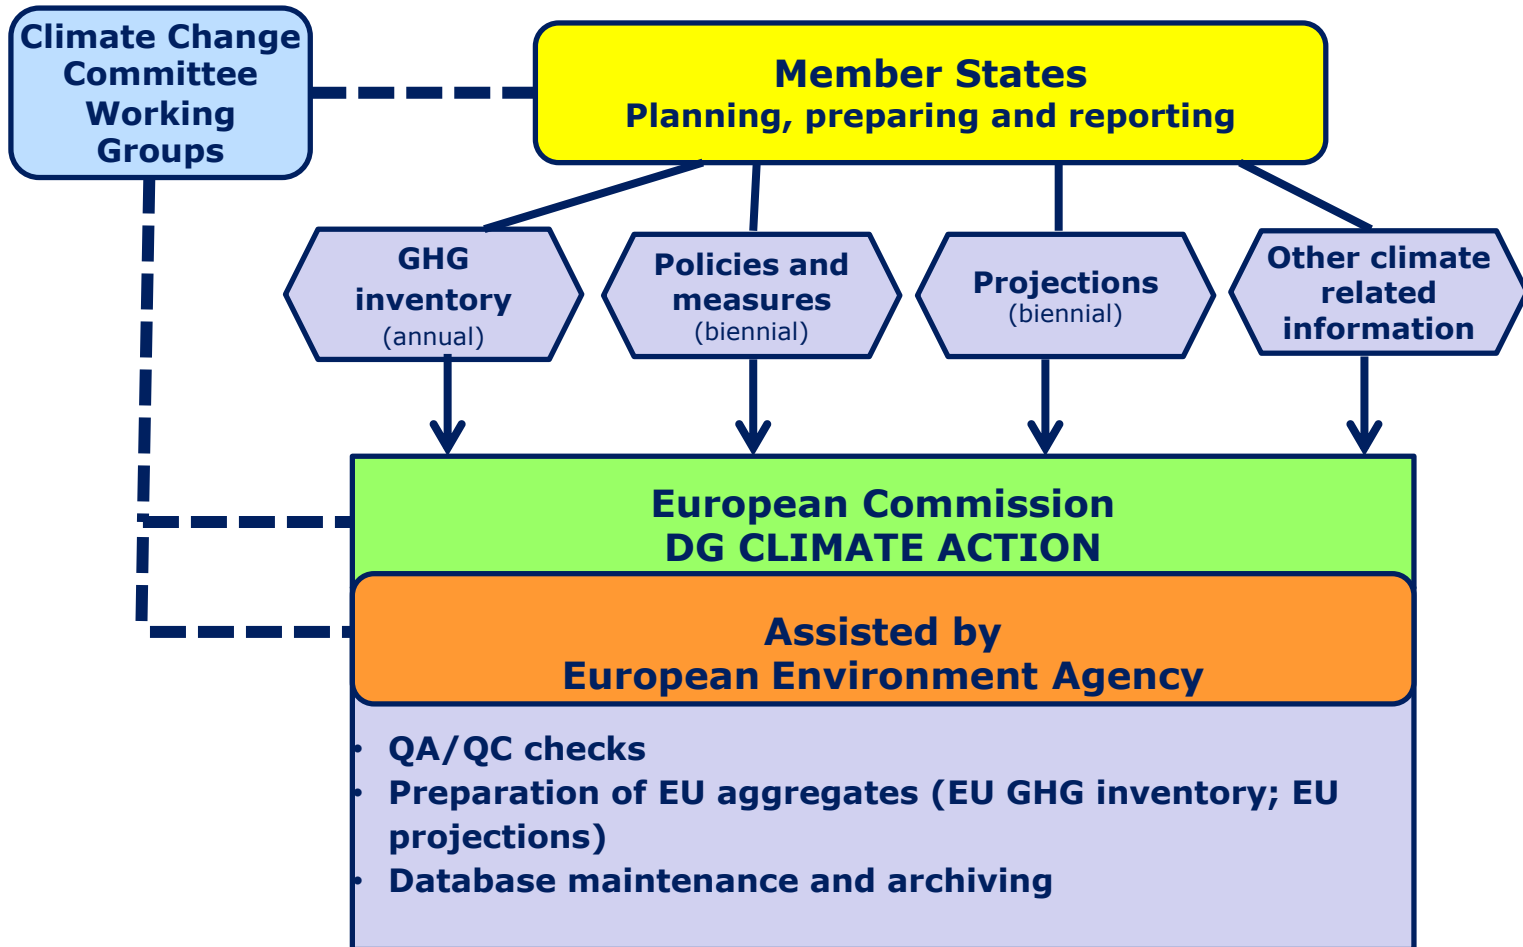 Climate Change
Committee
Working
Groups
Member States
Planning, preparing and reporting
GHG
inventory
(annual)
Policies and
measures
(biennial)
Projections
(biennial)
Other climate
related
information
European Commission
DG CLIMATE ACTION
Assisted by
European Environment Agency
• QA/QC checks
• Preparation of EU aggregates (EU GHG inventory; EU
projections)
• Database maintenance and archiving